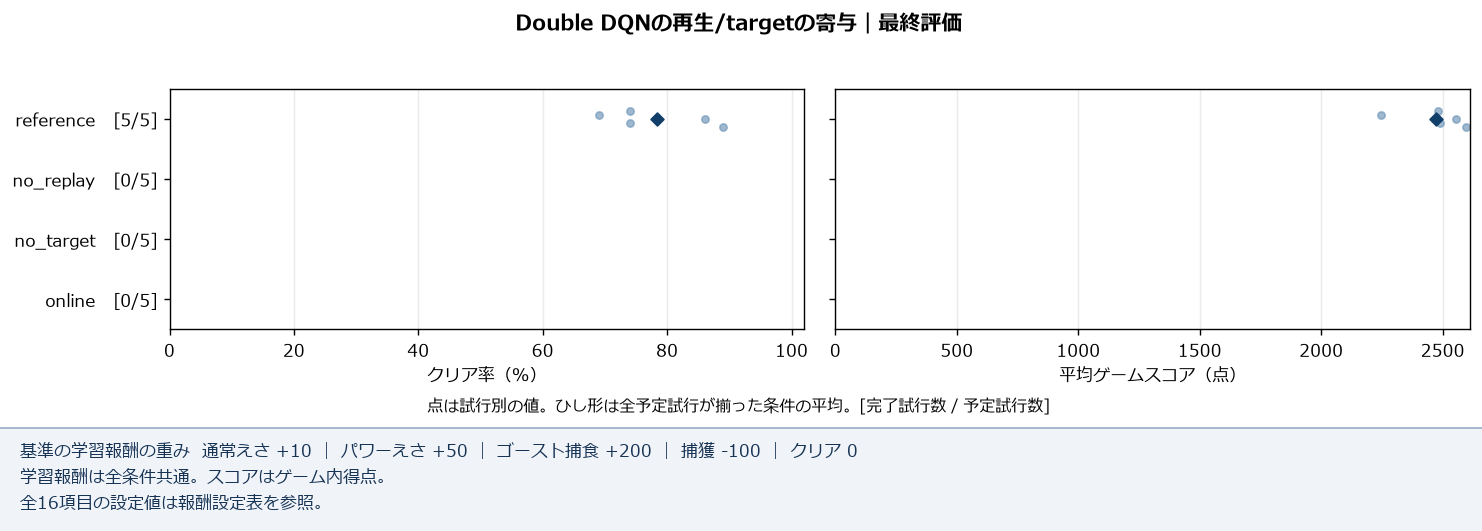 Double DQNの再生/targetの寄与｜最終評価
reference [5/5]
no_replay [0/5]
no_target [0/5]
online [0/5]
0 20 40 60 80 100
クリア率（%）
0 500 1000 1500 2000 2500
平均ゲームスコア（点）
点は試行別の値。ひし形は全予定試行が揃った条件の平均。[完了試行数 / 予定試行数]
基準の学習報酬の重み 通常えさ +10 ｜ パワーえさ +50 ｜ ゴースト捕食 +200 ｜ 捕獲 -100 ｜ クリア 0
学習報酬は全条件共通。スコアはゲーム内得点。
全16項目の設定値は報酬設定表を参照。